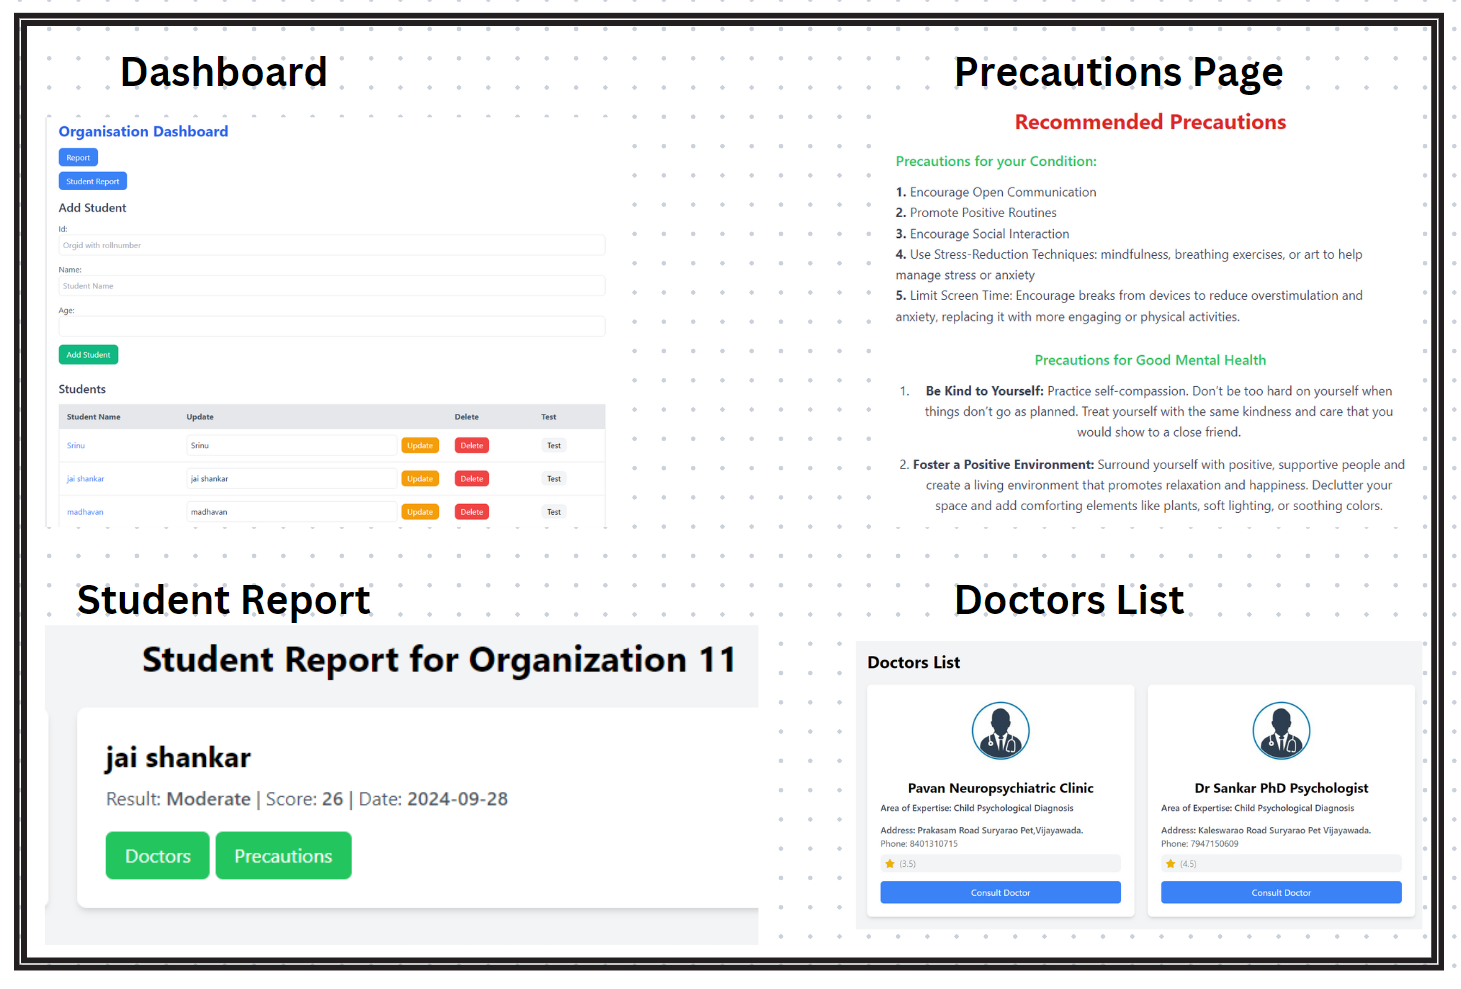 Dashboard
Organisation Dashboard
Report
Student Report
Add Student
Id:
Orgid with rollnumber
Name:
Student Name
Age:
Add Student
Students
Student Name Update Delete Test
Srinu Srinu Update Delete Test
jai shankar jai shankar Update Delete Test
madhavan madhavan Update Delete Test
Precautions Page
Recommended Precautions
Precautions for your Condition:
1. Encourage Open Communication
2. Promote Positive Routines
3. Encourage Social Interaction
4. Use Stress-Reduction Techniques: mindfulness, breathing exercises, or art to help
manage stress or anxiety
5. Limit Screen Time: Encourage breaks from devices to reduce overstimulation and
anxiety, replacing it with more engaging or physical activities.
Precautions for Good Mental Health
1. Be Kind to Yourself: Practice self-compassion. Don't be too hard on yourself when
things don't go as planned. Treat yourself with the same kindness and care that you
would show to a close friend.
2. Foster a Positive Environment: Surround yourself with positive, supportive people and
create a living environment that promotes relaxation and happiness. Declutter your
space and add comforting elements like plants, soft lighting, or soothing colors.
Student Report
Student Report for Organization 11
jai shankar
Result: Moderate | Score: 26 | Date: 2024-09-28
Doctors Precautions
Doctors List
Doctors List
Pavan Neuropsychiatric Clinic
Area of Expertise: Child Psychological Diagnosis
Address: Prakasam Road Suryarao Pet,Vijayawada.
Phone: 8401310715
(3.5)
Consult Doctor
Dr Sankar PhD Psychologist
Area of Expertise: Child Psychological Diagnosis
Address: Kaleswarao Road Suryarao Pet Vijayawada.
Phone: 7947150609
(4.5)
Consult Doctor